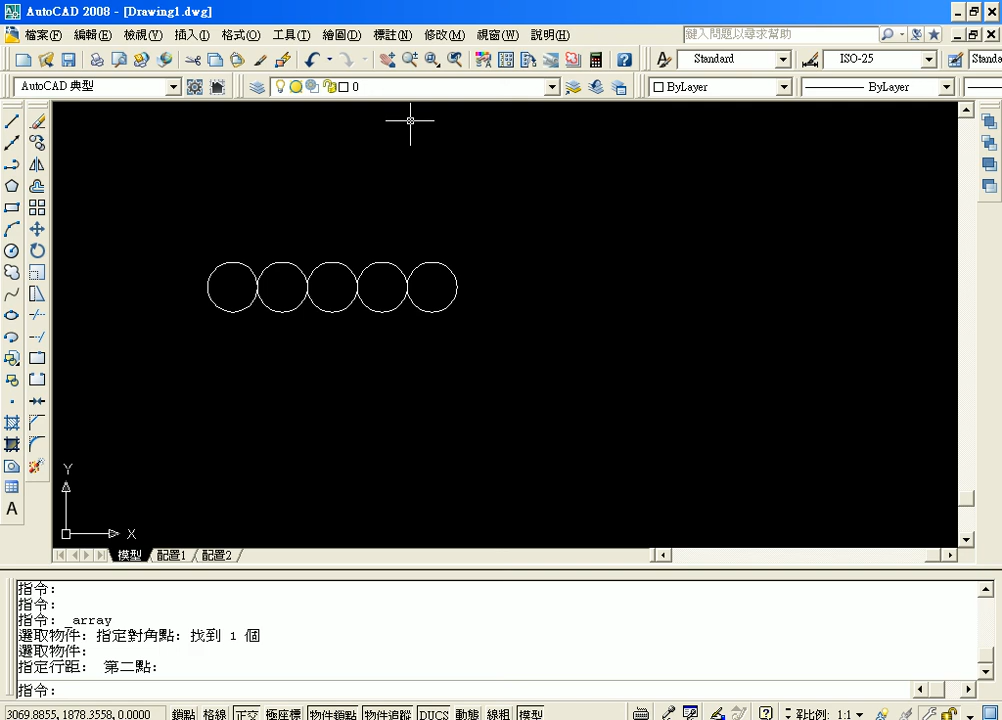 AutoCAD 2008 - [Drawing1.dwg]
檔案(F) 編輯(E) 檢視(V) 插入(I) 格式(O) 工具(T) 繪圖(D) 標註(N) 修改(M) 視窗(W) 說明(H) 鍵入問題以尋求幫助
Standard ISO-25 Standa
AutoCAD 典型 0 ByLayer ByLayer
A
Y
X
模型 配置1 配置2
指令:
指令:
指令: _array
選取物件: 指定對角點: 找到 1 個
選取物件:
指定行距: 第二點:
指令:
3069.8855, 1878.3558, 0.0000 鎖點 格線 正交 極座標 物件鎖點 物件追蹤 DUCS 動態 線粗 模型 註比例: 1:1